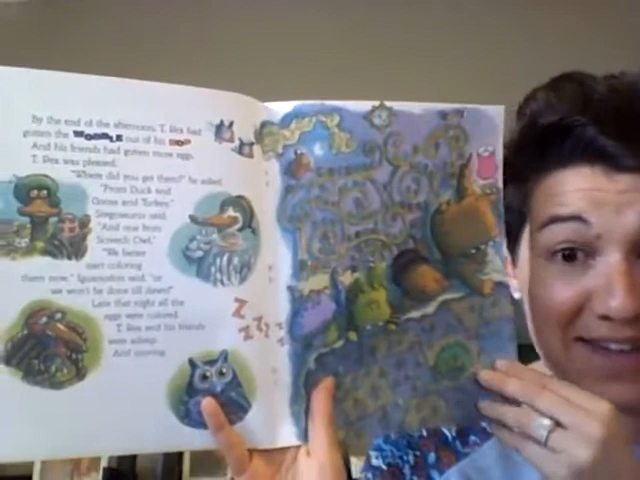 By the end of the afternoon, T. Rex had
gotten the WOBBLE out of his HOP.
And his friends had gotten more eggs.
T. Rex was pleased.
"Where did you get them?" he asked.
"From Duck and
Goose and Turkey,"
Stegosaurus said.
"And one from
Screech Owl."
"We better
start coloring
them now," Iguanodon said, "or
we won't be done till dawn!"
Late that night all the
eggs were colored.
T. Rex and his friends
were asleep.
And snoring.
Z
Z Z Z Z